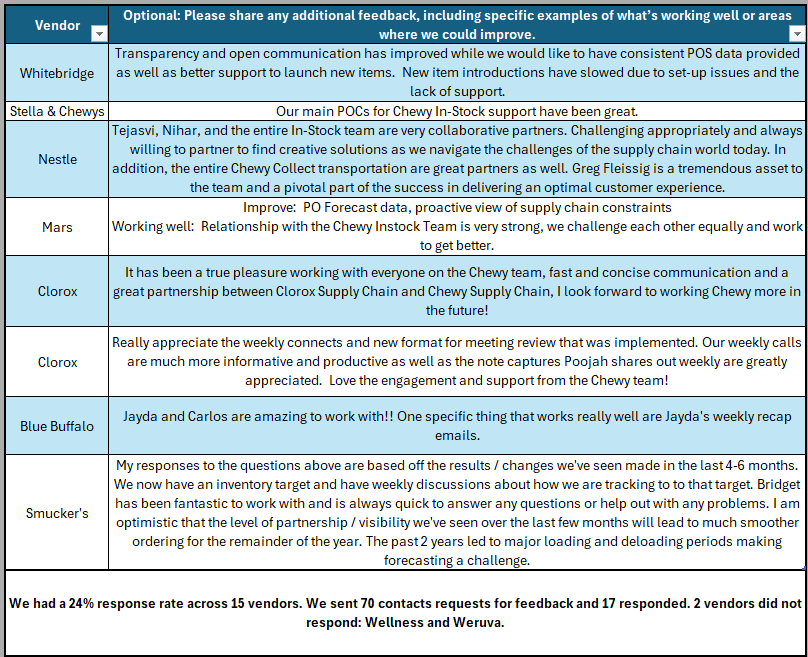 Vendor
Optional: Please share any additional feedback, including specific examples of what's working well or areas
where we could improve.
Whitebridge
Transparency and open communication has improved while we would like to have consistent POS data provided
as well as better support to launch new items.  New item introductions have slowed due to set-up issues and the
lack of support.
Stella & Chewys
Our main POCs for Chewy In-Stock support have been great.
Nestle
Tejasvi, Nihar, and the entire In-Stock team are very collaborative partners. Challenging appropriately and always
willing to partner to find creative solutions as we navigate the challenges of the supply chain world today. In
addition, the entire Chewy Collect transportation are great partners as well. Greg Fleissig is a tremendous asset to
the team and a pivotal part of the success in delivering an optimal customer experience.
Mars
Improve:  PO Forecast data, proactive view of supply chain constraints
Working well:  Relationship with the Chewy Instock Team is very strong, we challenge each other equally and work
to get better.
Clorox
It has been a true pleasure working with everyone on the Chewy team, fast and concise communication and a
great partnership between Clorox Supply Chain and Chewy Supply Chain, I look forward to working Chewy more in
the future!
Clorox
Really appreciate the weekly connects and new format for meeting review that was implemented. Our weekly calls
are much more informative and productive as well as the note captures Poojah shares out weekly are greatly
appreciated.  Love the engagement and support from the Chewy team!
Blue Buffalo
Jayda and Carlos are amazing to work with!! One specific thing that works really well are Jayda's weekly recap
emails.
Smucker's
My responses to the questions above are based off the results / changes we've seen made in the last 4-6 months.
We now have an inventory target and have weekly discussions about how we are tracking to to that target. Bridget
has been fantastic to work with and is always quick to answer any questions or help out with any problems. I am
optimistic that the level of partnership / visibility we've seen over the last few months will lead to much smoother
ordering for the remainder of the year. The past 2 years led to major loading and deloading periods making
forecasting a challenge.
We had a 24% response rate across 15 vendors. We sent 70 contacts requests for feedback and 17 responded. 2 vendors did not
respond: Wellness and Weruva.